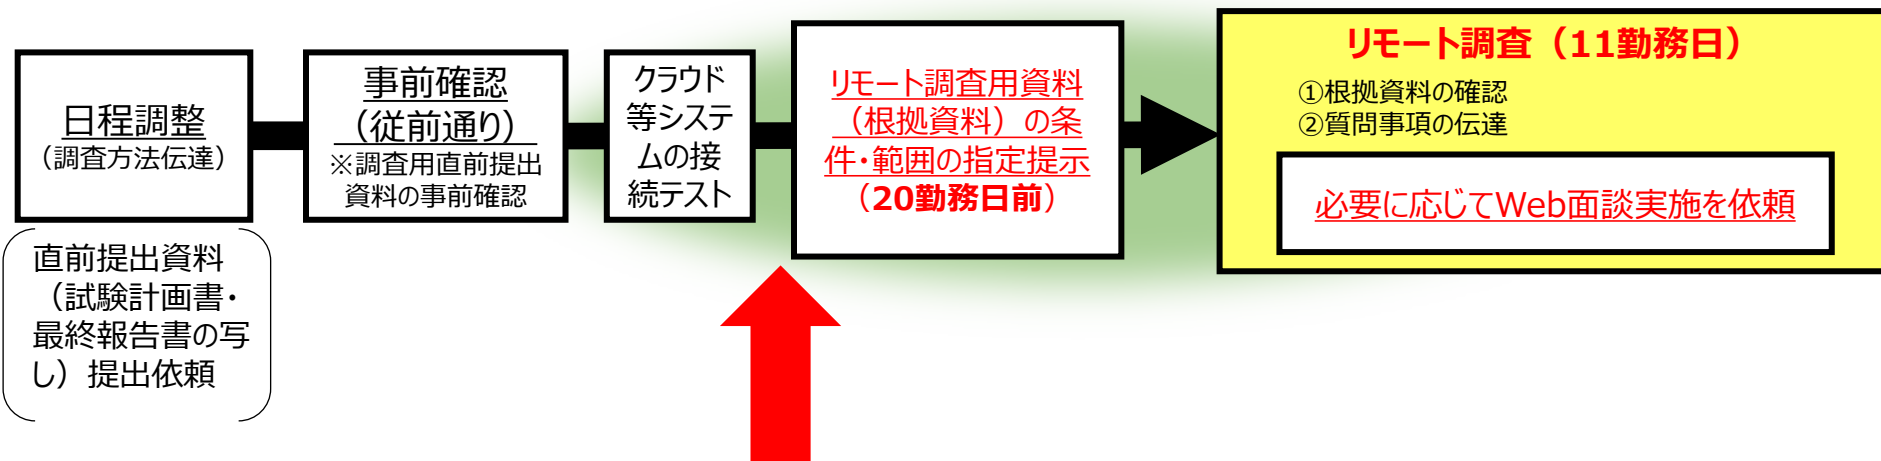 日程調整
（調査方法伝達）
直前提出資料
（試験計画書・
最終報告書の写
し）提出依頼
事前確認
（従前通り）
※調査用直前提出
資料の事前確認
クラウド
等システ
ムの接
続テスト
リモート調査用資料
（根拠資料）の条
件・範囲の指定提示
（20勤務日前）
リモート調査（11勤務日）
①根拠資料の確認
②質問事項の伝達
必要に応じてWeb面談実施を依頼